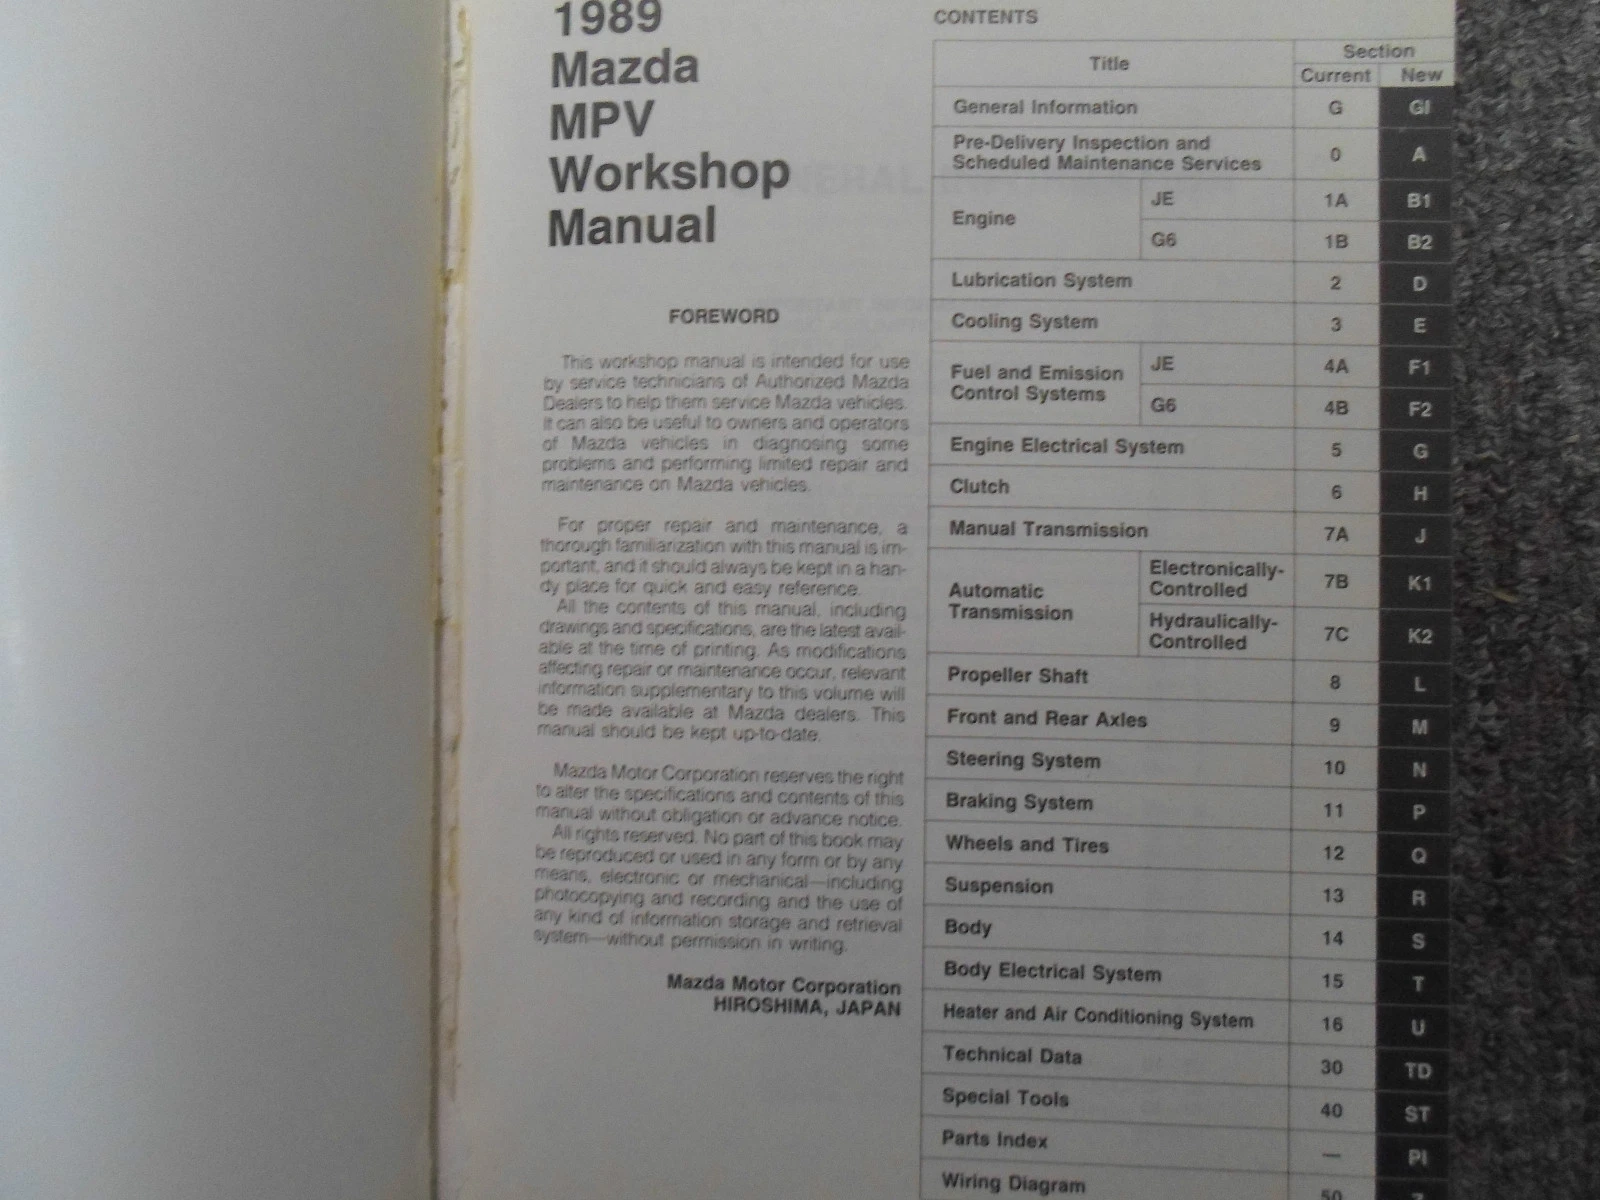 1989
Mazda
MPV
Workshop
Manual
FOREWORD
This workshop manual is intended for use
by service technicians of Authorized Mazda
Dealers to help them service Mazda vehicles.
It can also be useful to owners and operators
of Mazda vehicles in diagnosing some
problems and performing limited repair and
maintenance on Mazda vehicles.
For proper repair and maintenance, a
thorough familiarization with this manual is im-
portant, and it should always be kept in a han-
dy place for quick and easy reference.
All the contents of this manual, including
drawings and specifications, are the latest avail-
able at the time of printing. As modifications
affecting repair or maintenance occur, relevant
information supplementary to this volume will
be made available at Mazda dealers. This
manual should be kept up-to-date.
Mazda Motor Corporation reserves the right
to alter the specifications and contents of this
manual without obligation or advance notice.
All rights reserved. No part of this book may
be reproduced or used in any form or by any
means, electronic or mechanical—including
photocopying and recording and the use of
any kind of information storage and retrieval
system—without permission in writing.
Mazda Motor Corporation
HIROSHIMA, JAPAN
CONTENTS
Title Section
Current New
General Information G GI
Pre-Delivery Inspection and
Scheduled Maintenance Services 0 A
Engine JE 1A B1
G6 1B B2
Lubrication System 2 D
Cooling System 3 E
Fuel and Emission
Control Systems JE 4A F1
G6 4B F2
Engine Electrical System 5 G
Clutch 6 H
Manual Transmission 7A J
Automatic
Transmission Electronically-
Controlled 7B K1
Hydraulically-
Controlled 7C K2
Propeller Shaft 8 L
Front and Rear Axles 9 M
Steering System 10 N
Braking System 11 P
Wheels and Tires 12 Q
Suspension 13 R
Body 14 S
Body Electrical System 15 T
Heater and Air Conditioning System 16 U
Technical Data 30 TD
Special Tools 40 ST
Parts Index — PI
Wiring Diagram 50 Z